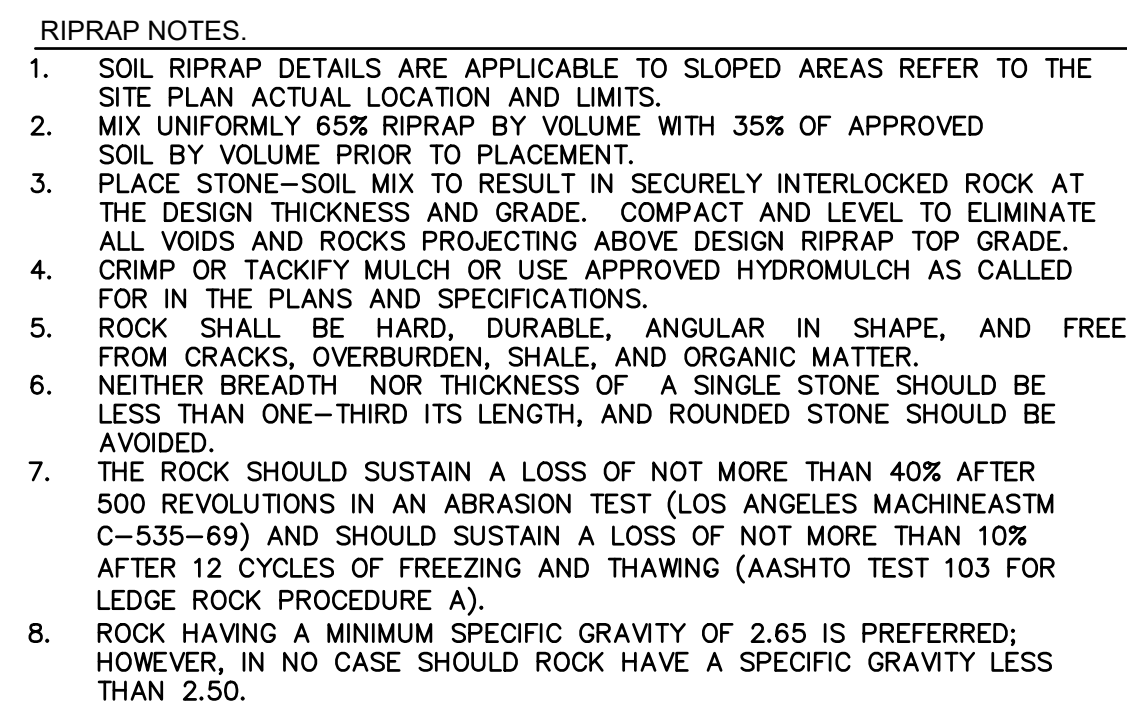 RIPRAP NOTES.
1. SOIL RIPRAP DETAILS ARE APPLICABLE TO SLOPED AREAS REFER TO THE
SITE PLAN ACTUAL LOCATION AND LIMITS.
2. MIX UNIFORMLY 65% RIPRAP BY VOLUME WITH 35% OF APPROVED
SOIL BY VOLUME PRIOR TO PLACEMENT.
3. PLACE STONE–SOIL MIX TO RESULT IN SECURELY INTERLOCKED ROCK AT
THE DESIGN THICKNESS AND GRADE. COMPACT AND LEVEL TO ELIMINATE
ALL VOIDS AND ROCKS PROJECTING ABOVE DESIGN RIPRAP TOP GRADE.
4. CRIMP OR TACKIFY MULCH OR USE APPROVED HYDROMULCH AS CALLED
FOR IN THE PLANS AND SPECIFICATIONS.
5. ROCK SHALL BE HARD, DURABLE, ANGULAR IN SHAPE, AND FREE
FROM CRACKS, OVERBURDEN, SHALE, AND ORGANIC MATTER.
6. NEITHER BREADTH NOR THICKNESS OF A SINGLE STONE SHOULD BE
LESS THAN ONE–THIRD ITS LENGTH, AND ROUNDED STONE SHOULD BE
AVOIDED.
7. THE ROCK SHOULD SUSTAIN A LOSS OF NOT MORE THAN 40% AFTER
500 REVOLUTIONS IN AN ABRASION TEST (LOS ANGELES MACHINEASTM
C–535–69) AND SHOULD SUSTAIN A LOSS OF NOT MORE THAN 10%
AFTER 12 CYCLES OF FREEZING AND THAWING (AASHTO TEST 103 FOR
LEDGE ROCK PROCEDURE A).
8. ROCK HAVING A MINIMUM SPECIFIC GRAVITY OF 2.65 IS PREFERRED;
HOWEVER, IN NO CASE SHOULD ROCK HAVE A SPECIFIC GRAVITY LESS
THAN 2.50.